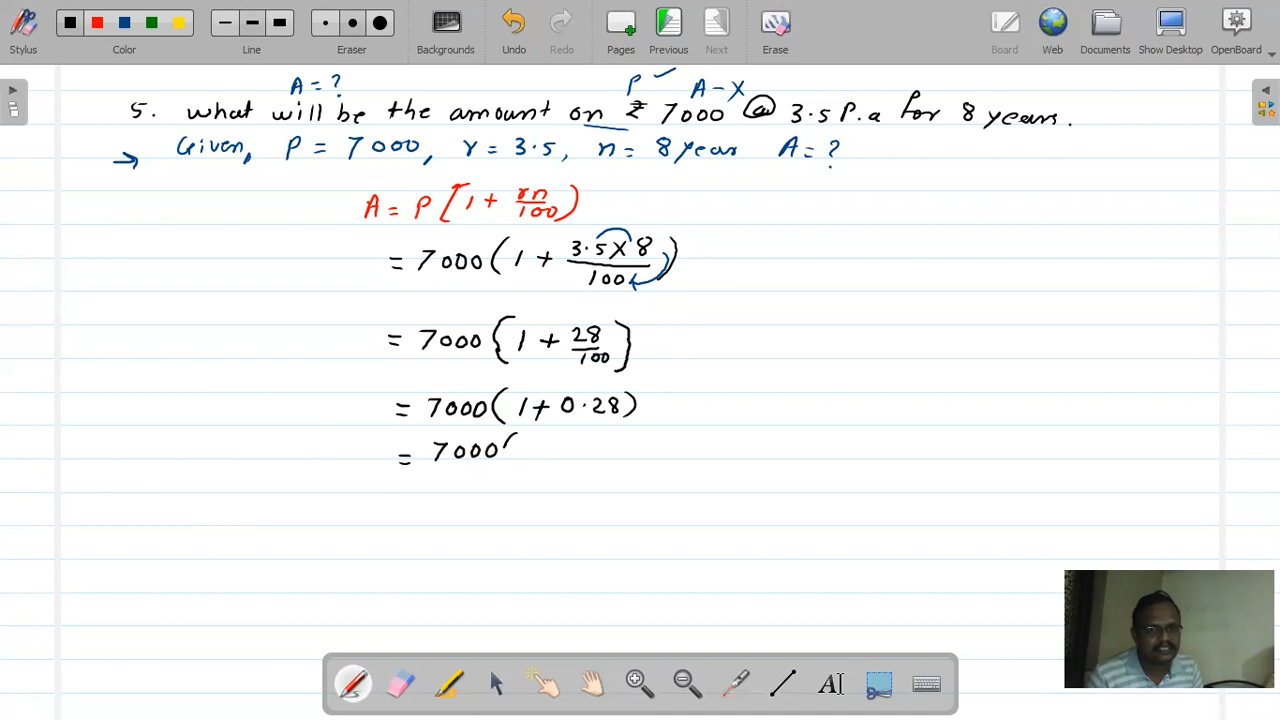 Stylus
Color
Line
Eraser
Backgrounds
Undo
Redo
Pages
Previous
Next
Erase
Board
Web
Documents
Show Desktop
OpenBoard
A = ?
P ✓ A - X
5. what will be the amount on ₹ 7000 @ 3.5 P.a for 8 years.
→ Given, P = 7000, r = 3.5, n = 8 year A = ?
A = P [ 1 + rn/100 )
= 7000 ( 1 + 3.5 X 8/100 )
= 7000 { 1 + 28/100 ]
= 7000 ( 1 + 0.28 )
= 7000 (
AI